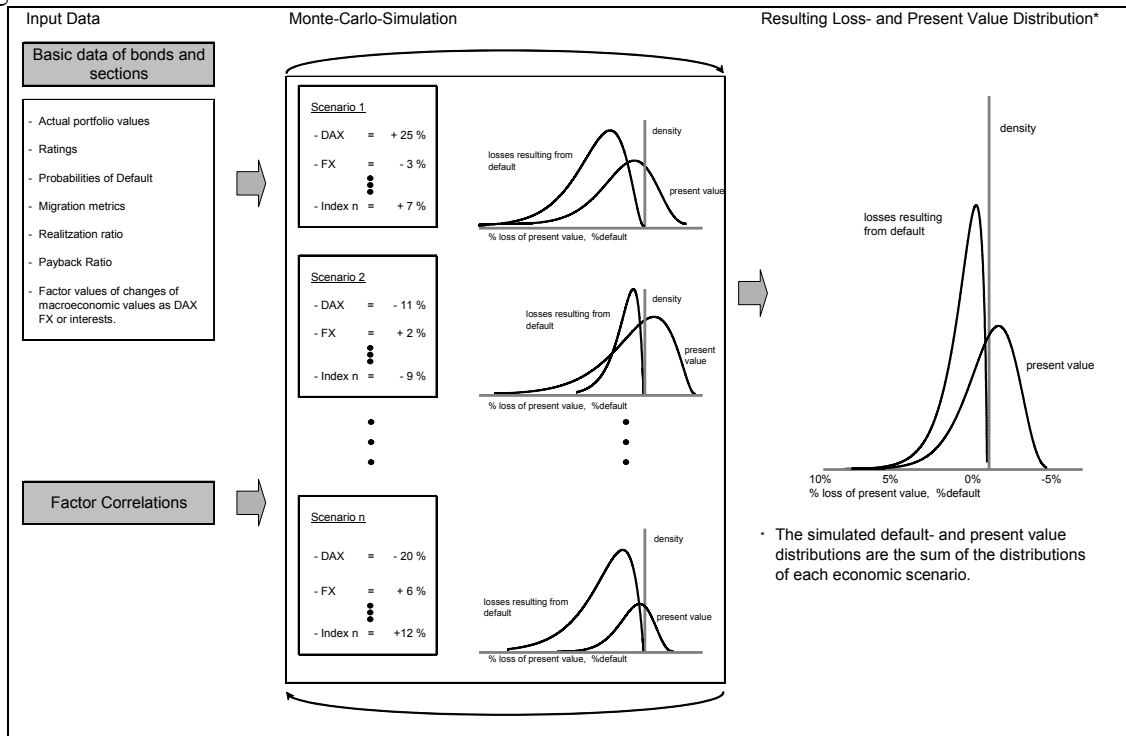 Input Data
Monte-Carlo-Simulation
Resulting Loss- and Present Value Distribution*
Basic data of bonds and
sections
- Actual portfolio values
- Ratings
- Probabilities of Default
- Migration metrics
- Realitzation ratio
- Payback Ratio
- Factor values of changes of
macroeconomic values as DAX
FX or interests.
Factor Correlations
Scenario 1
- DAX = + 25 %
- FX = - 3 %
- Index n = + 7 %
density
losses resulting from
default
present value
% loss of present value, %default
Scenario 2
- DAX = - 11 %
- FX = + 2 %
- Index n = - 9 %
density
losses resulting from
default
present
value
% loss of present value, %default
Scenario n
- DAX = - 20 %
- FX = + 6 %
- Index n = +12 %
density
losses resulting from
default
present value
% loss of present value, %default
density
losses resulting
from default
present value
10% 5% 0% -5%
% loss of present value, %default
* The simulated default- and present value
distributions are the sum of the distributions
of each economic scenario.